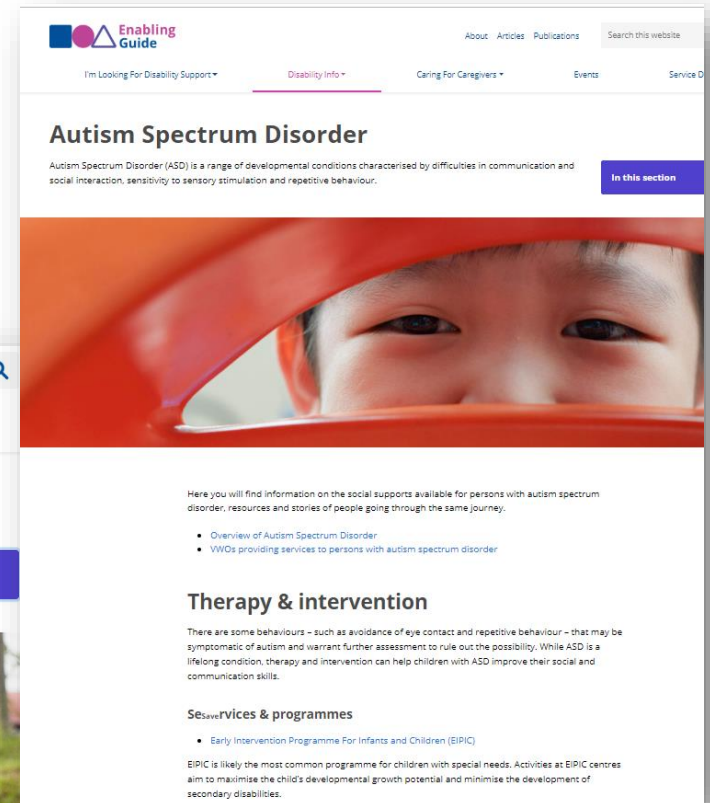 Enabling
Guide
About Articles Publications Search this website
I'm Looking For Disability Support Disability Info Caring For Caregivers Events Service D
Autism Spectrum Disorder
Autism Spectrum Disorder (ASD) is a range of developmental conditions characterised by difficulties in communication and
social interaction, sensitivity to sensory stimulation and repetitive behaviour.
In this section
Here you will find information on the social supports available for persons with autism spectrum
disorder, resources and stories of people going through the same journey.
Overview of Autism Spectrum Disorder
VWOs providing services to persons with autism spectrum disorder
Therapy & intervention
There are some behaviours – such as avoidance of eye contact and repetitive behaviour – that may be
symptomatic of autism and warrant further assessment to rule out the possibility. While ASD is a
lifelong condition, therapy and intervention can help children with ASD improve their social and
communication skills.
SeSavervices & programmes
Early Intervention Programme For Infants and Children (EIPIC)
EIPIC is likely the most common programme for children with special needs. Activities at EIPIC centres
aim to maximise the child's developmental growth potential and minimise the development of
secondary disabilities.